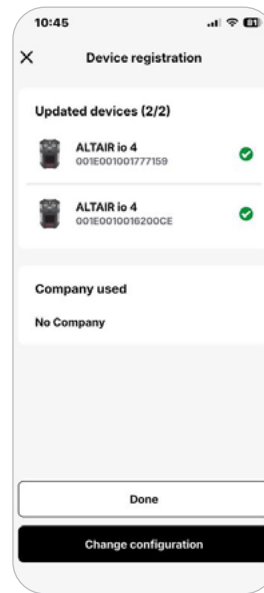 10:45
81
Device registration
Updated devices (2/2)
ALTAIR io 4
001E001001777159
ALTAIR io 4
001E0010016200CE
Company used
No Company
Done
Change configuration